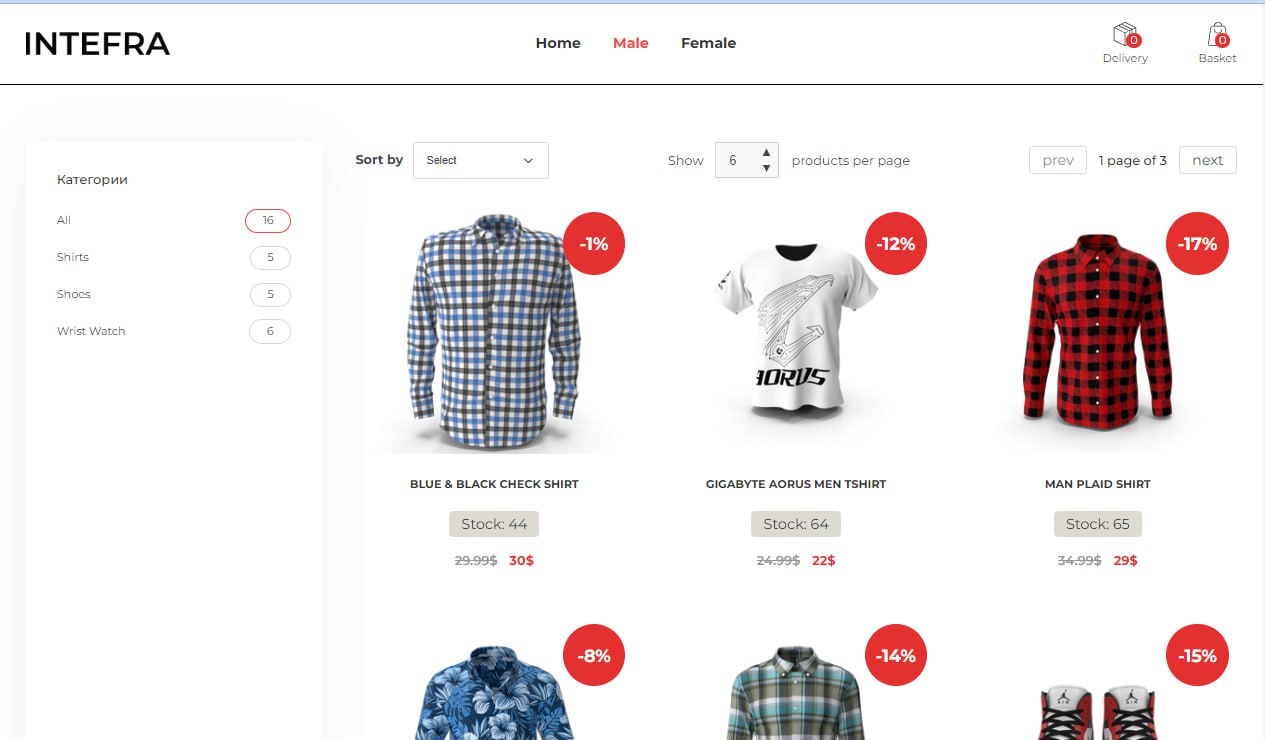 INTEFRA
Home Male Female
0
Delivery
0
Basket
Категории
All 16
Shirts 5
Shoes 5
Wrist Watch 6
Sort by Select
Show 6 products per page
prev 1 page of 3 next
-1%
BLUE & BLACK CHECK SHIRT
Stock: 44
29.99$ 30$
-12%
AORUS
GIGABYTE AORUS MEN TSHIRT
Stock: 64
24.99$ 22$
-17%
MAN PLAID SHIRT
Stock: 65
34.99$ 29$
-8%
-14%
-15%